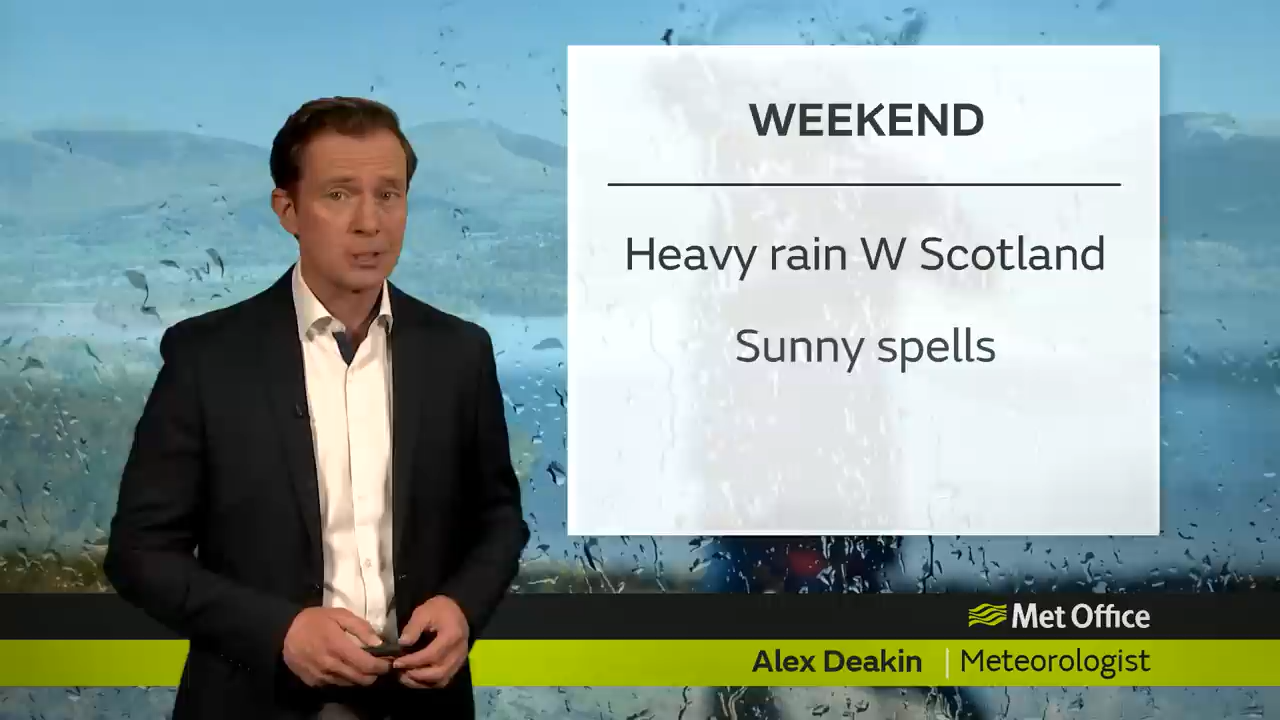 WEEKEND
Heavy rain W Scotland
Sunny spells
Met Office
Alex Deakin | Meteorologist